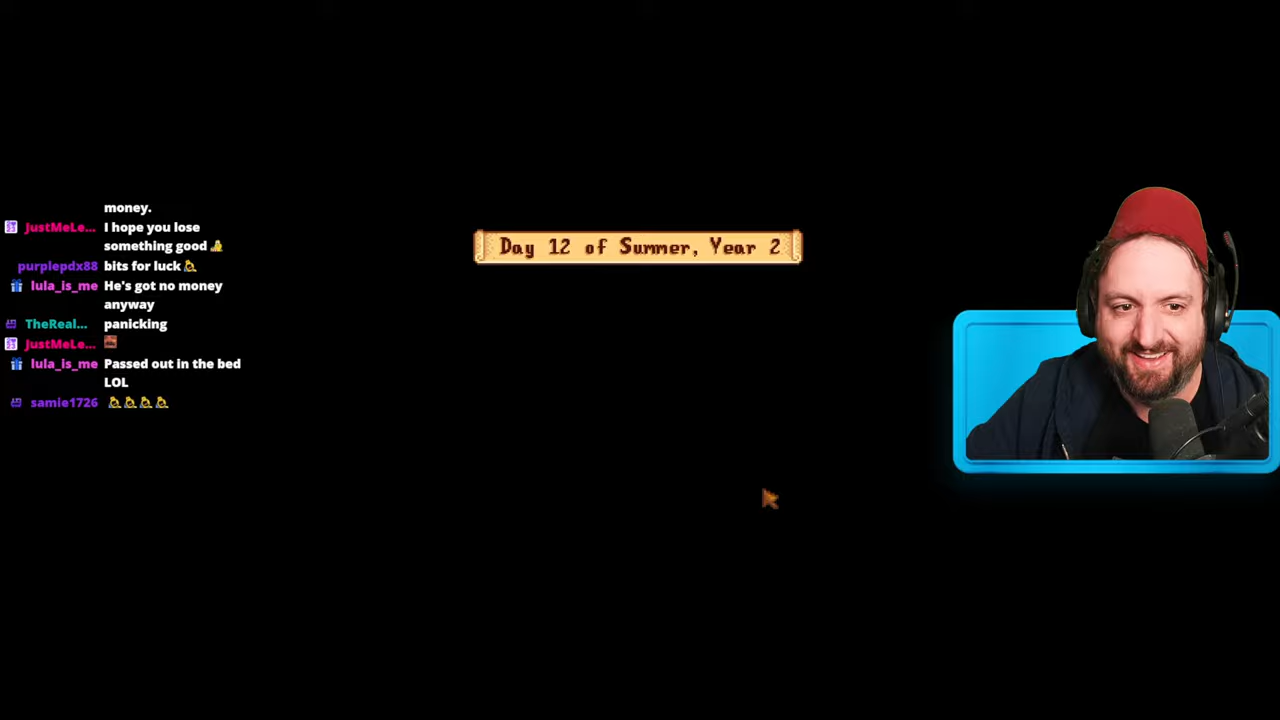 money.
JustMeLe... I hope you lose
something good
purplepdx88 bits for luck
lula_is_me He's got no money
anyway
TheReal... panicking
JustMeLe...
lula_is_me Passed out in the bed
LOL
samie1726
Day 12 of Summer, Year 2